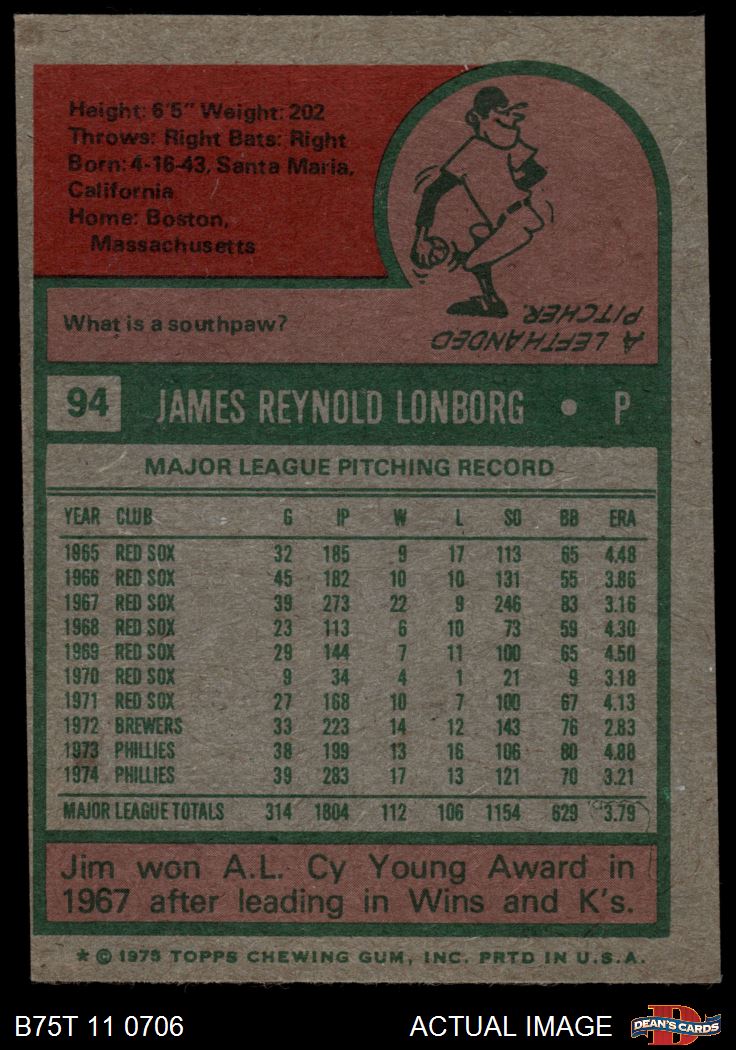 Height: 6'5" Weight: 202
Throws: Right Bats: Right
Born: 4-16-43, Santa Maria,
California
Home: Boston,
Massachusetts
What is a southpaw?
A LEFTHANDED
PITCHER.
94 JAMES REYNOLD LONBORG • P
MAJOR LEAGUE PITCHING RECORD
YEAR CLUB G IP W L SO BB ERA
1965 RED SOX 32 185 9 17 113 65 4.48
1966 RED SOX 45 182 10 10 131 55 3.86
1967 RED SOX 39 273 22 9 246 83 3.16
1968 RED SOX 23 113 6 10 73 59 4.30
1969 RED SOX 29 144 7 11 100 65 4.50
1970 RED SOX 9 34 4 1 21 9 3.18
1971 RED SOX 27 168 10 7 100 67 4.13
1972 BREWERS 33 223 14 12 143 76 2.83
1973 PHILLIES 38 199 13 16 106 80 4.88
1974 PHILLIES 39 283 17 13 121 70 3.21
MAJOR LEAGUE TOTALS 314 1804 112 106 1154 629 3.79
Jim won A.L. Cy Young Award in
1967 after leading in Wins and K's.
* © 1975 TOPPS CHEWING GUM, INC. PRTD IN U.S.A.
B75T 11 0706 ACTUAL IMAGE DEAN'S CARDS